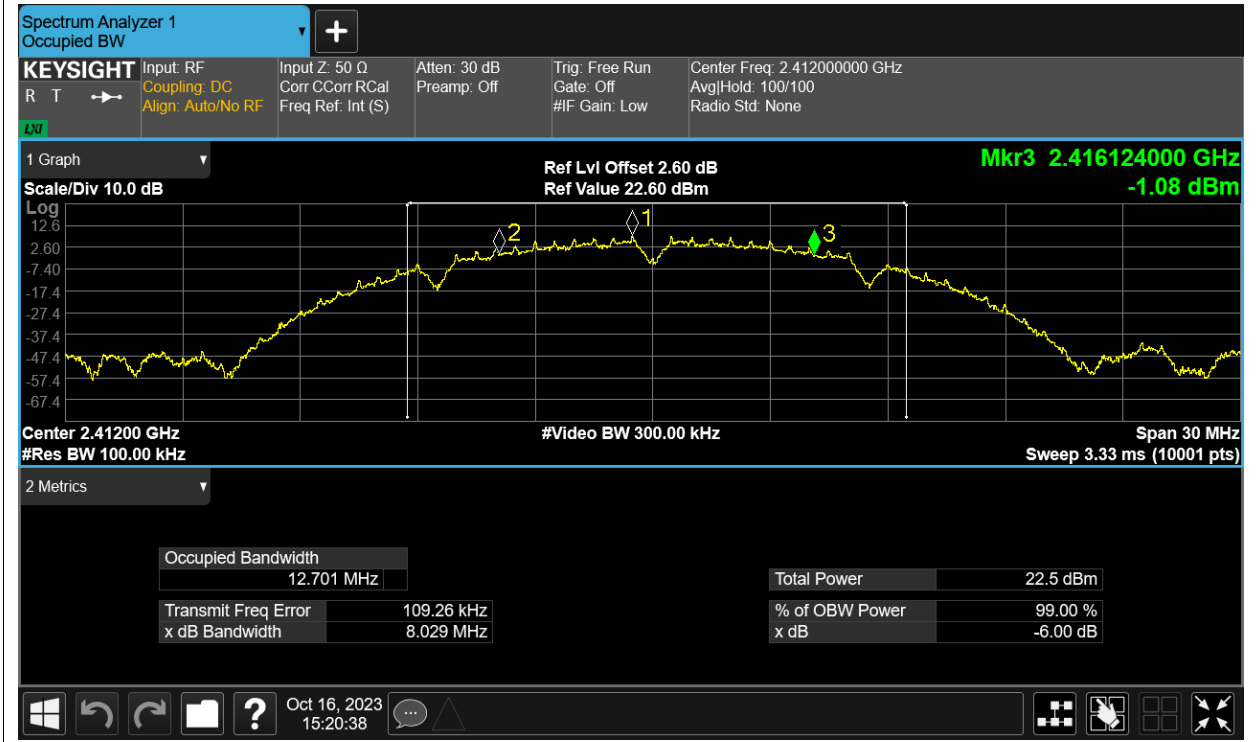 Spectrum Analyzer 1
Occupied BW
KEYSIGHT
R T
LXI
Input: RF
Coupling: DC
Align: Auto/No RF
Input Z: 50 Ω
Corr CCorr RCal
Freq Ref: Int (S)
Atten: 30 dB
Preamp: Off
Trig: Free Run
Gate: Off
#IF Gain: Low
Center Freq: 2.412000000 GHz
Avg|Hold: 100/100
Radio Std: None
1 Graph
Scale/Div 10.0 dB
Ref Lvl Offset 2.60 dB
Ref Value 22.60 dBm
Mkr3 2.416124000 GHz
-1.08 dBm
Log
12.6
2.60
-7.40
-17.4
-27.4
-37.4
-47.4
-57.4
-67.4
2
1
3
Center 2.41200 GHz
#Video BW 300.00 kHz
Span 30 MHz
#Res BW 100.00 kHz
Sweep 3.33 ms (10001 pts)
2 Metrics
Occupied Bandwidth
12.701 MHz
Transmit Freq Error 109.26 kHz
x dB Bandwidth 8.029 MHz
Total Power 22.5 dBm
% of OBW Power 99.00 %
x dB -6.00 dB
?
Oct 16, 2023
15:20:38